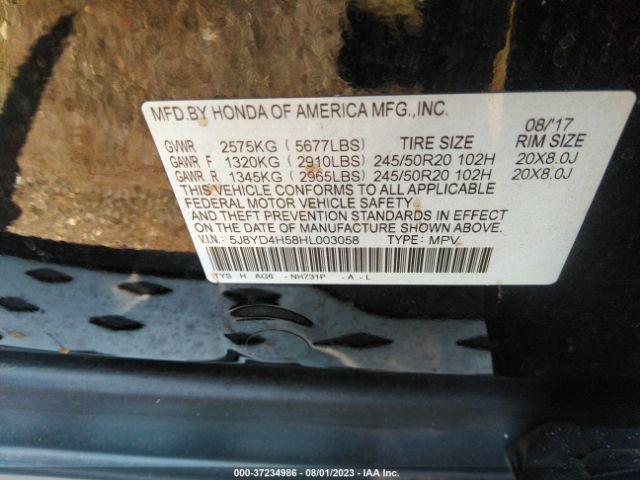 MFD.BY HONDA OF AMERICA MFG.,INC.
08/'17
GVWR 2575KG ( 5677LBS) TIRE SIZE RIM SIZE
GAWR F 1320KG ( 2910LBS) 245/50R20 102H 20X8.0J
GAWR R 1345KG ( 2965LBS) 245/50R20 102H 20X8.0J
THIS VEHICLE CONFORMS TO ALL APPLICABLE
FEDERAL MOTOR VEHICLE SAFETY
AND THEFT PREVENTION STANDARDS IN EFFECT
ON THE DATE OF MANUFACTURE SHOWN ABOVE.
V.I.N.: 5J8YD4H58HL003058 TYPE: MPV
TYS H AG6 -NH731P -A -L
000-37234986 - 08/01/2023 - IAA Inc.